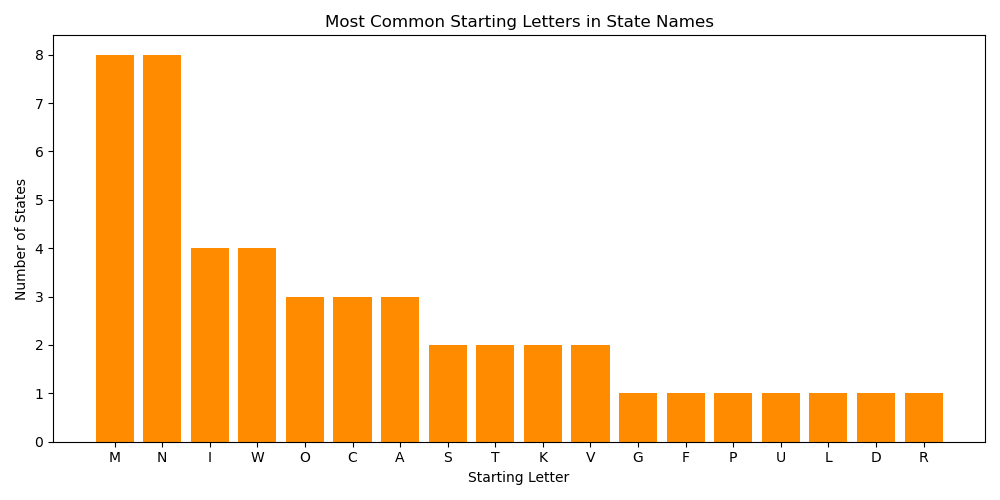 Most Common Starting Letters in State Names
Number of States
8
7
6
5
4
3
2
1
0
M N I W O C A S T K V G F P U L D R
Starting Letter